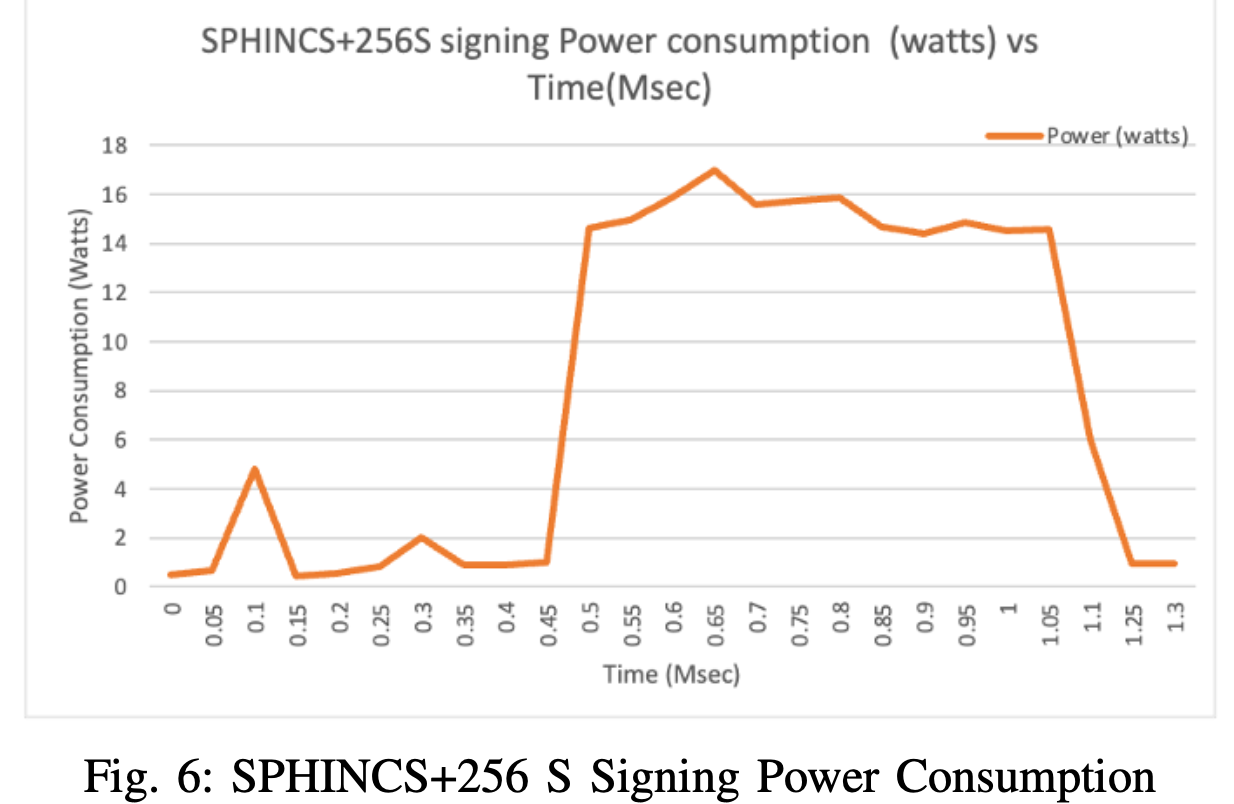 SPHINCS+256S signing Power consumption (watts) vs
Time(Msec)
Power (watts)
Power Consumption (Watts)
18
16
14
12
10
8
6
4
2
0
0 0.05 0.1 0.15 0.2 0.25 0.3 0.35 0.4 0.45 0.5 0.55 0.6 0.65 0.7 0.75 0.8 0.85 0.9 0.95 1 1.05 1.1 1.25 1.3
Time (Msec)
Fig. 6: SPHINCS+256 S Signing Power Consumption